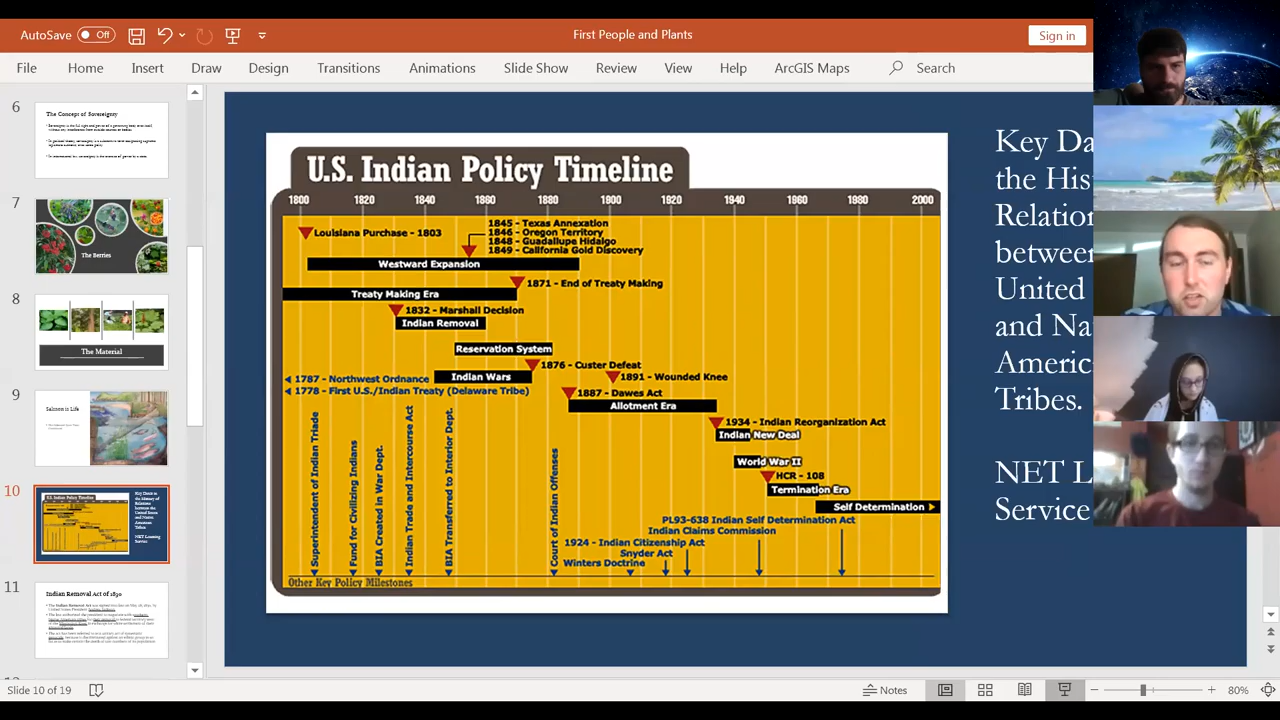 AutoSave Off First People and Plants Sign in
File Home Insert Draw Design Transitions Animations Slide Show Review View Help ArcGIS Maps Search
6
The Concept of Sovereignty
7
The Berries
8
The Material
9
Salmon is Life
10
11
Indian Removal Act of 1830
U.S. Indian Policy Timeline
1800 1820 1840 1860 1880 1900 1920 1940 1960 1980 2000
Louisiana Purchase - 1803
1845 - Texas Annexation
1846 - Oregon Territory
1848 - Guadallupe Hidalgo
1849 - California Gold Discovery
Westward Expansion
1871 - End of Treaty Making
Treaty Making Era
1832 - Marshall Decision
Indian Removal
Reservation System
1876 - Custer Defeat
1787 - Northwest Ordnance
Indian Wars
1891 - Wounded Knee
1778 - First U.S./Indian Treaty (Delaware Tribe)
1887 - Dawes Act
Allotment Era
1934 - Indian Reorganization Act
Indian New Deal
World War II
HCR - 108
Termination Era
Self Determination
PL93-638 Indian Self Determination Act
Indian Claims Commission
1924 - Indian Citizenship Act
Snyder Act
Winters Doctrine
Superintendent of Indian Trade
Fund for Civilizing Indians
BIA Created in War Dept.
Indian Trade and Intercourse Act
BIA Transferred to Interior Dept.
Court of Indian Offenses
Other Key Policy Milestones
Key Da
the His
Relation
between
United
and Na
Americ
Tribes.
NET L
Service
Slide 10 of 19 Notes 80%